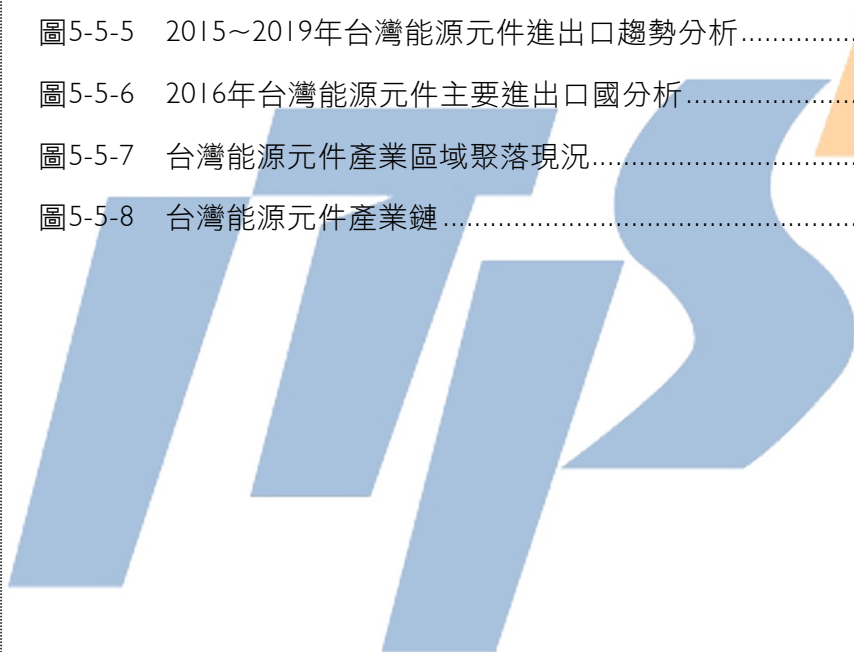 圖5-5-5 2015~2019年台灣能源元件進出口趨勢分析................
圖5-5-6 2016年台灣能源元件主要進出口國分析......................
圖5-5-7 台灣能源元件產業區域聚落現況..................................
圖5-5-8 台灣能源元件產業鏈......................................................
ITIS